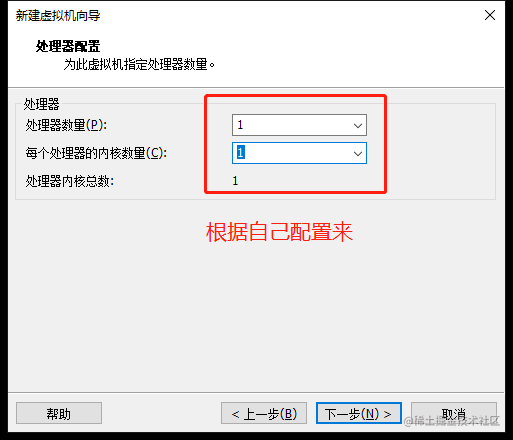 新建虚拟机向导
处理器配置
为此虚拟机指定处理器数量。
处理器
处理器数量(P): 1
每个处理器的内核数量(C): 1
处理器内核总数: 1
根据自己配置来
帮助 < 上一步(B) 下一步(N) > 取消
@稀土掘金技术社区